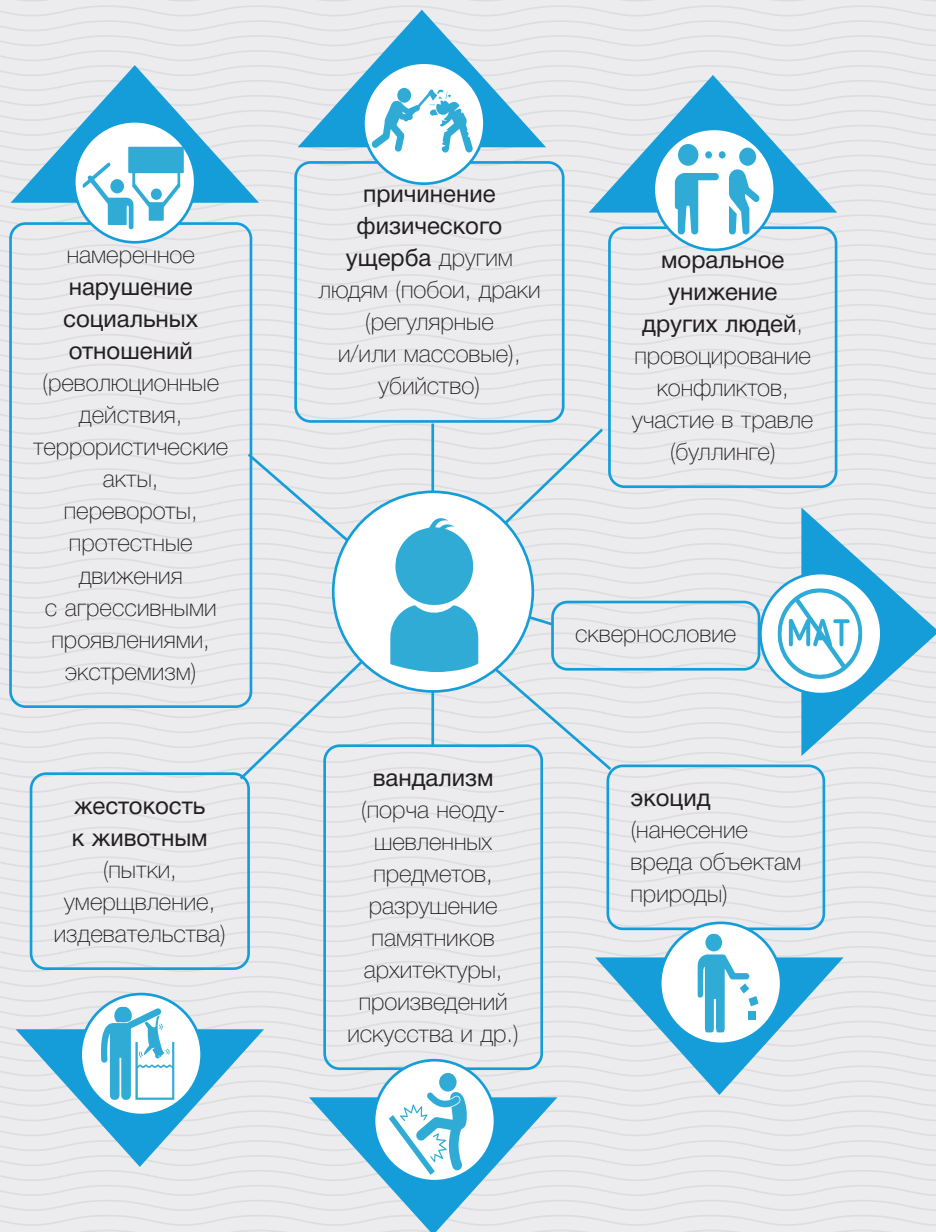 намеренное
нарушение
социальных
отношений
(революционные
действия,
террористические
акты,
перевороты,
протестные
движения
с агрессивными
проявлениями,
экстремизм)
причинение
физического
ущерба другим
людям (побои, драки
(регулярные
и/или массовые),
убийство)
моральное
унижение
других людей,
провоцирование
конфликтов,
участие в травле
(буллинге)
сквернословие
МАТ
жестокость
к животным
(пытки,
умерщвление,
издевательства)
вандализм
(порча неоду-
шевленных
предметов,
разрушение
памятников
архитектуры,
произведений
искусства и др.)
экоцид
(нанесение
вреда объектам
природы)